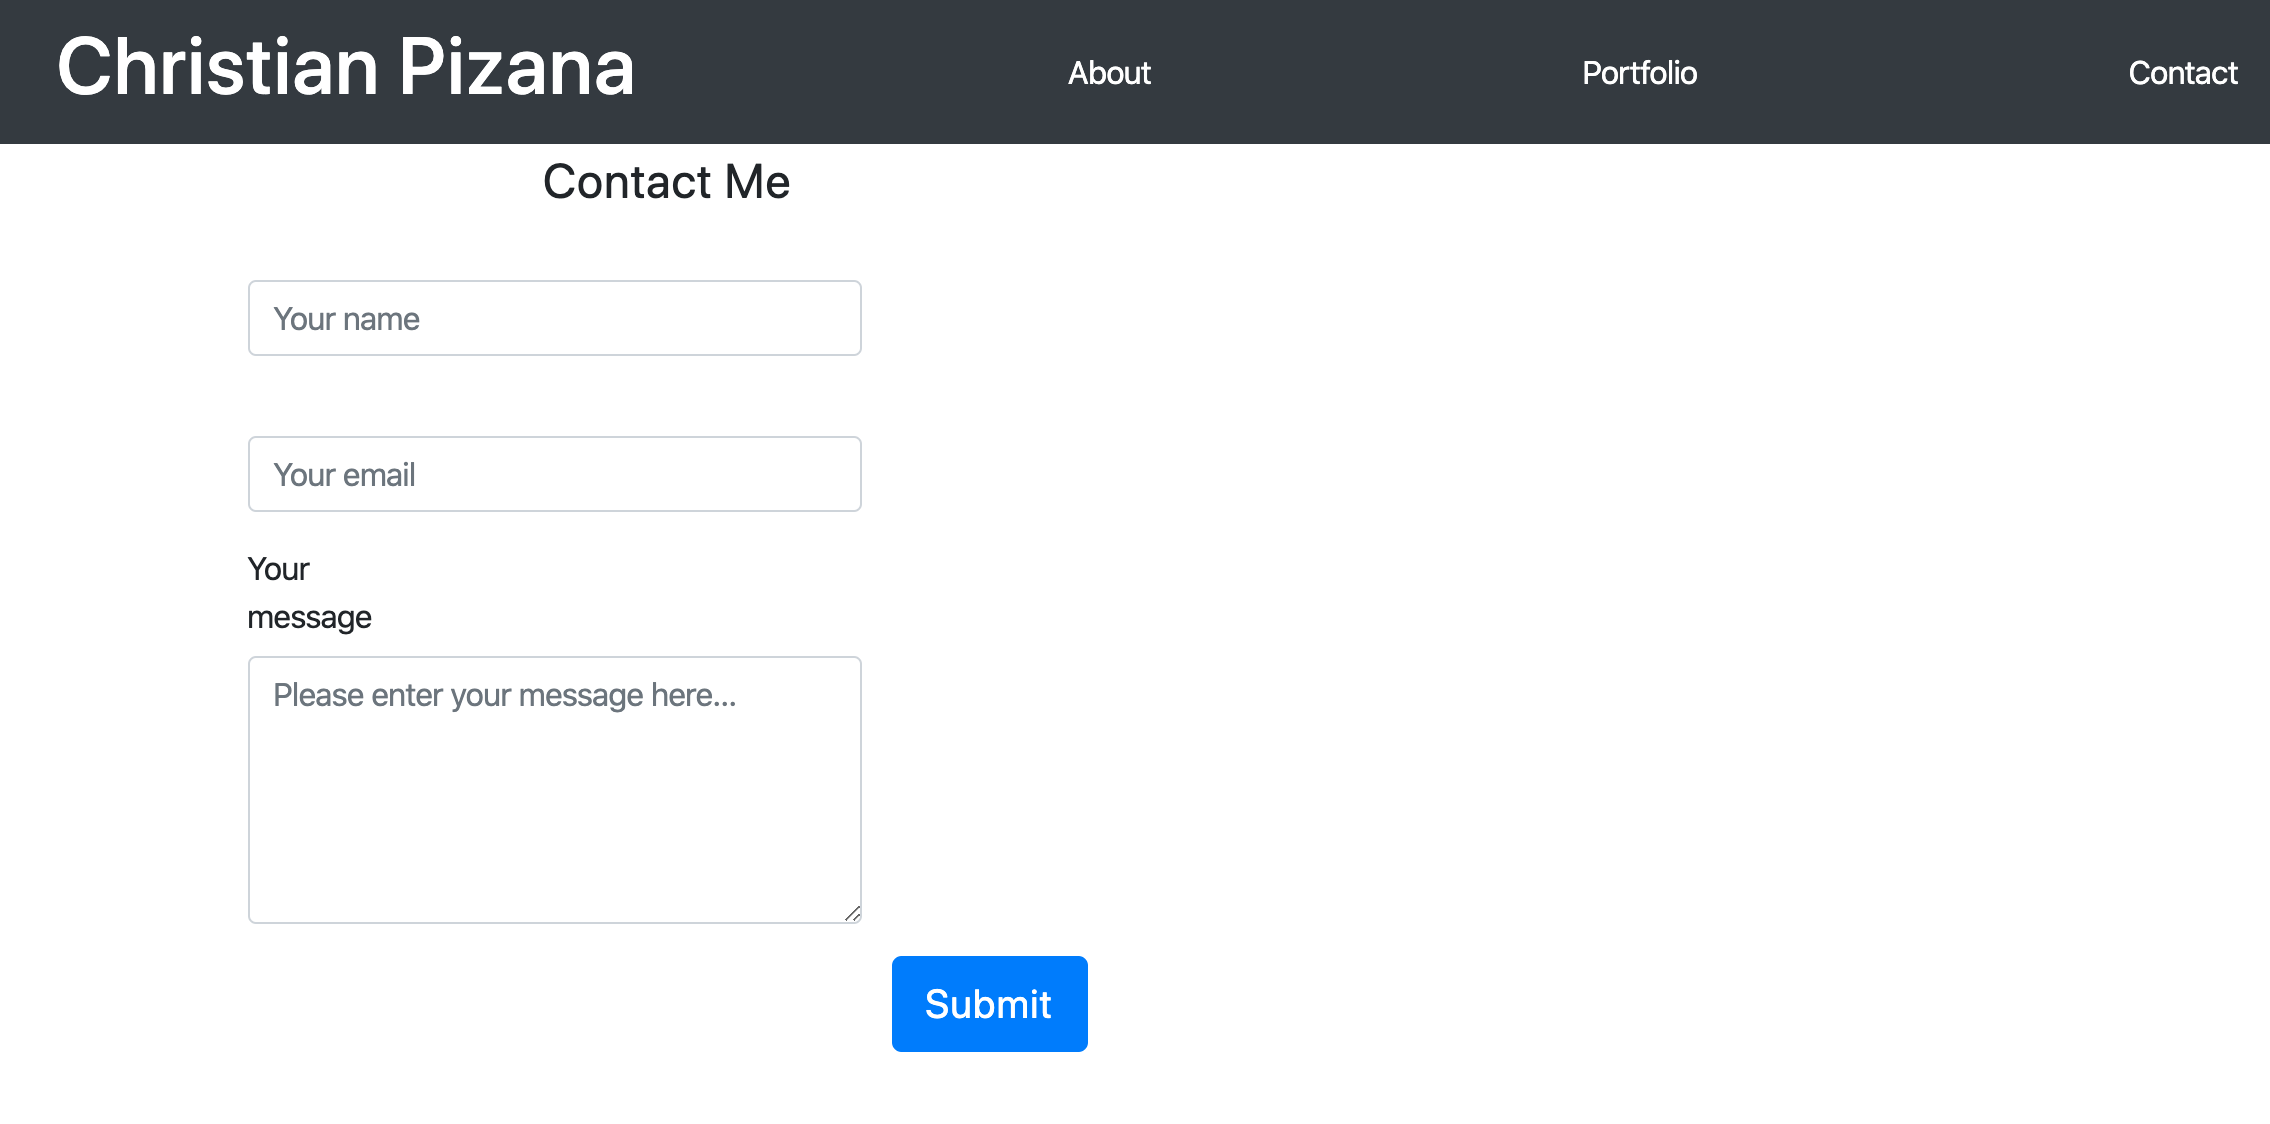 Christian Pizana
About
Portfolio
Contact
Contact Me
Your name
Your email
Your
message
Please enter your message here...
Submit